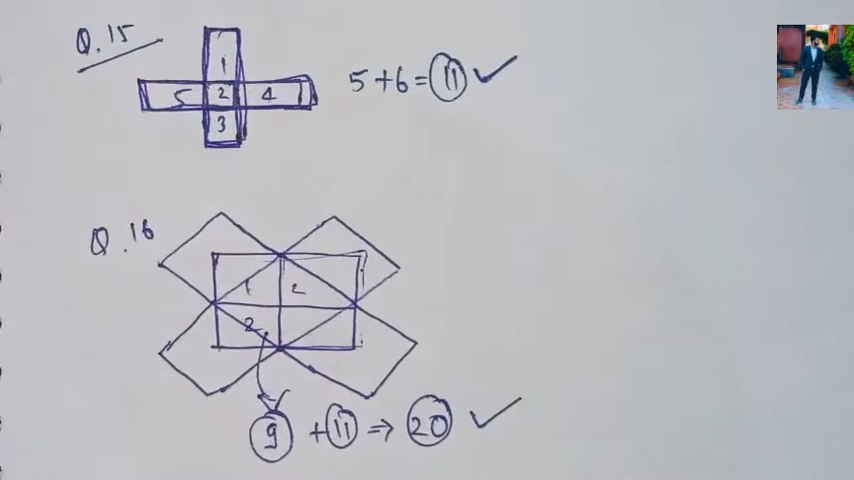 Q.15
1
5 2 4
3
5+6=11 ✓
Q.16
1 2
2
9 +11 ⇒ 20 ✓